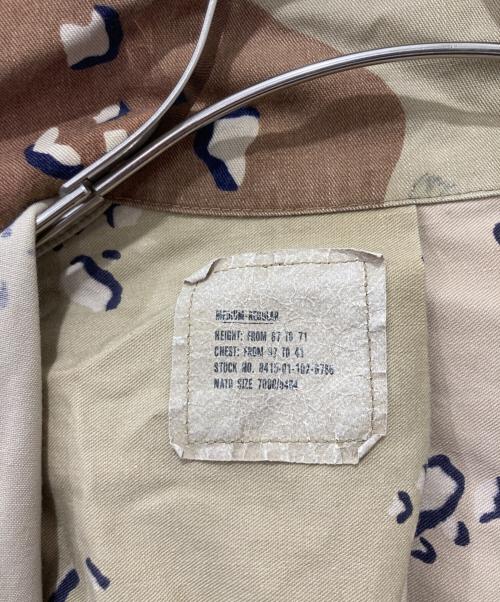 MEDIUM-REGULAR
HEIGHT: FROM 67 TO 71
CHEST: FROM 37 TO 41
STOCK NO. 8415-01-102-6786
NATO SIZE 7080/9404